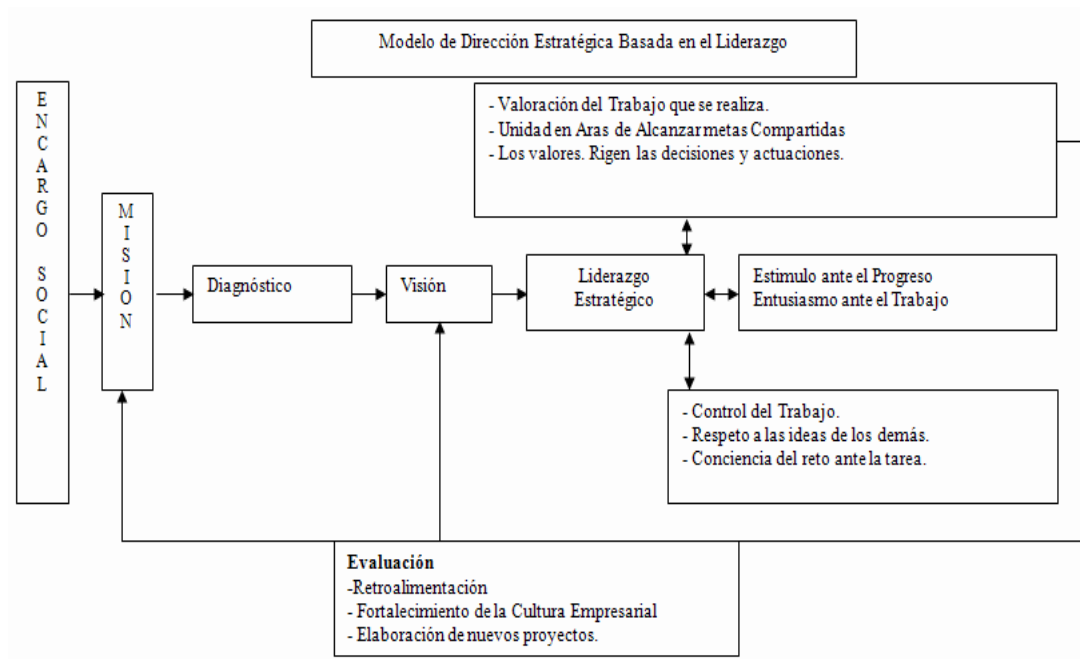 Modelo de Dirección Estratégica Basada en el Liderazgo
ENCARGO SOCIAL
MISION
- Valoración del Trabajo que se realiza.
- Unidad en Aras de Alcanzar metas Compartidas
- Los valores. Rigen las decisiones y actuaciones.
Diagnóstico
Visión
Liderazgo
Estratégico
Estimulo ante el Progreso
Entusiasmo ante el Trabajo
- Control del Trabajo.
- Respeto a las ideas de los demás.
- Conciencia del reto ante la tarea.
Evaluación
-Retroalimentación
- Fortalecimiento de la Cultura Empresarial
- Elaboración de nuevos proyectos.